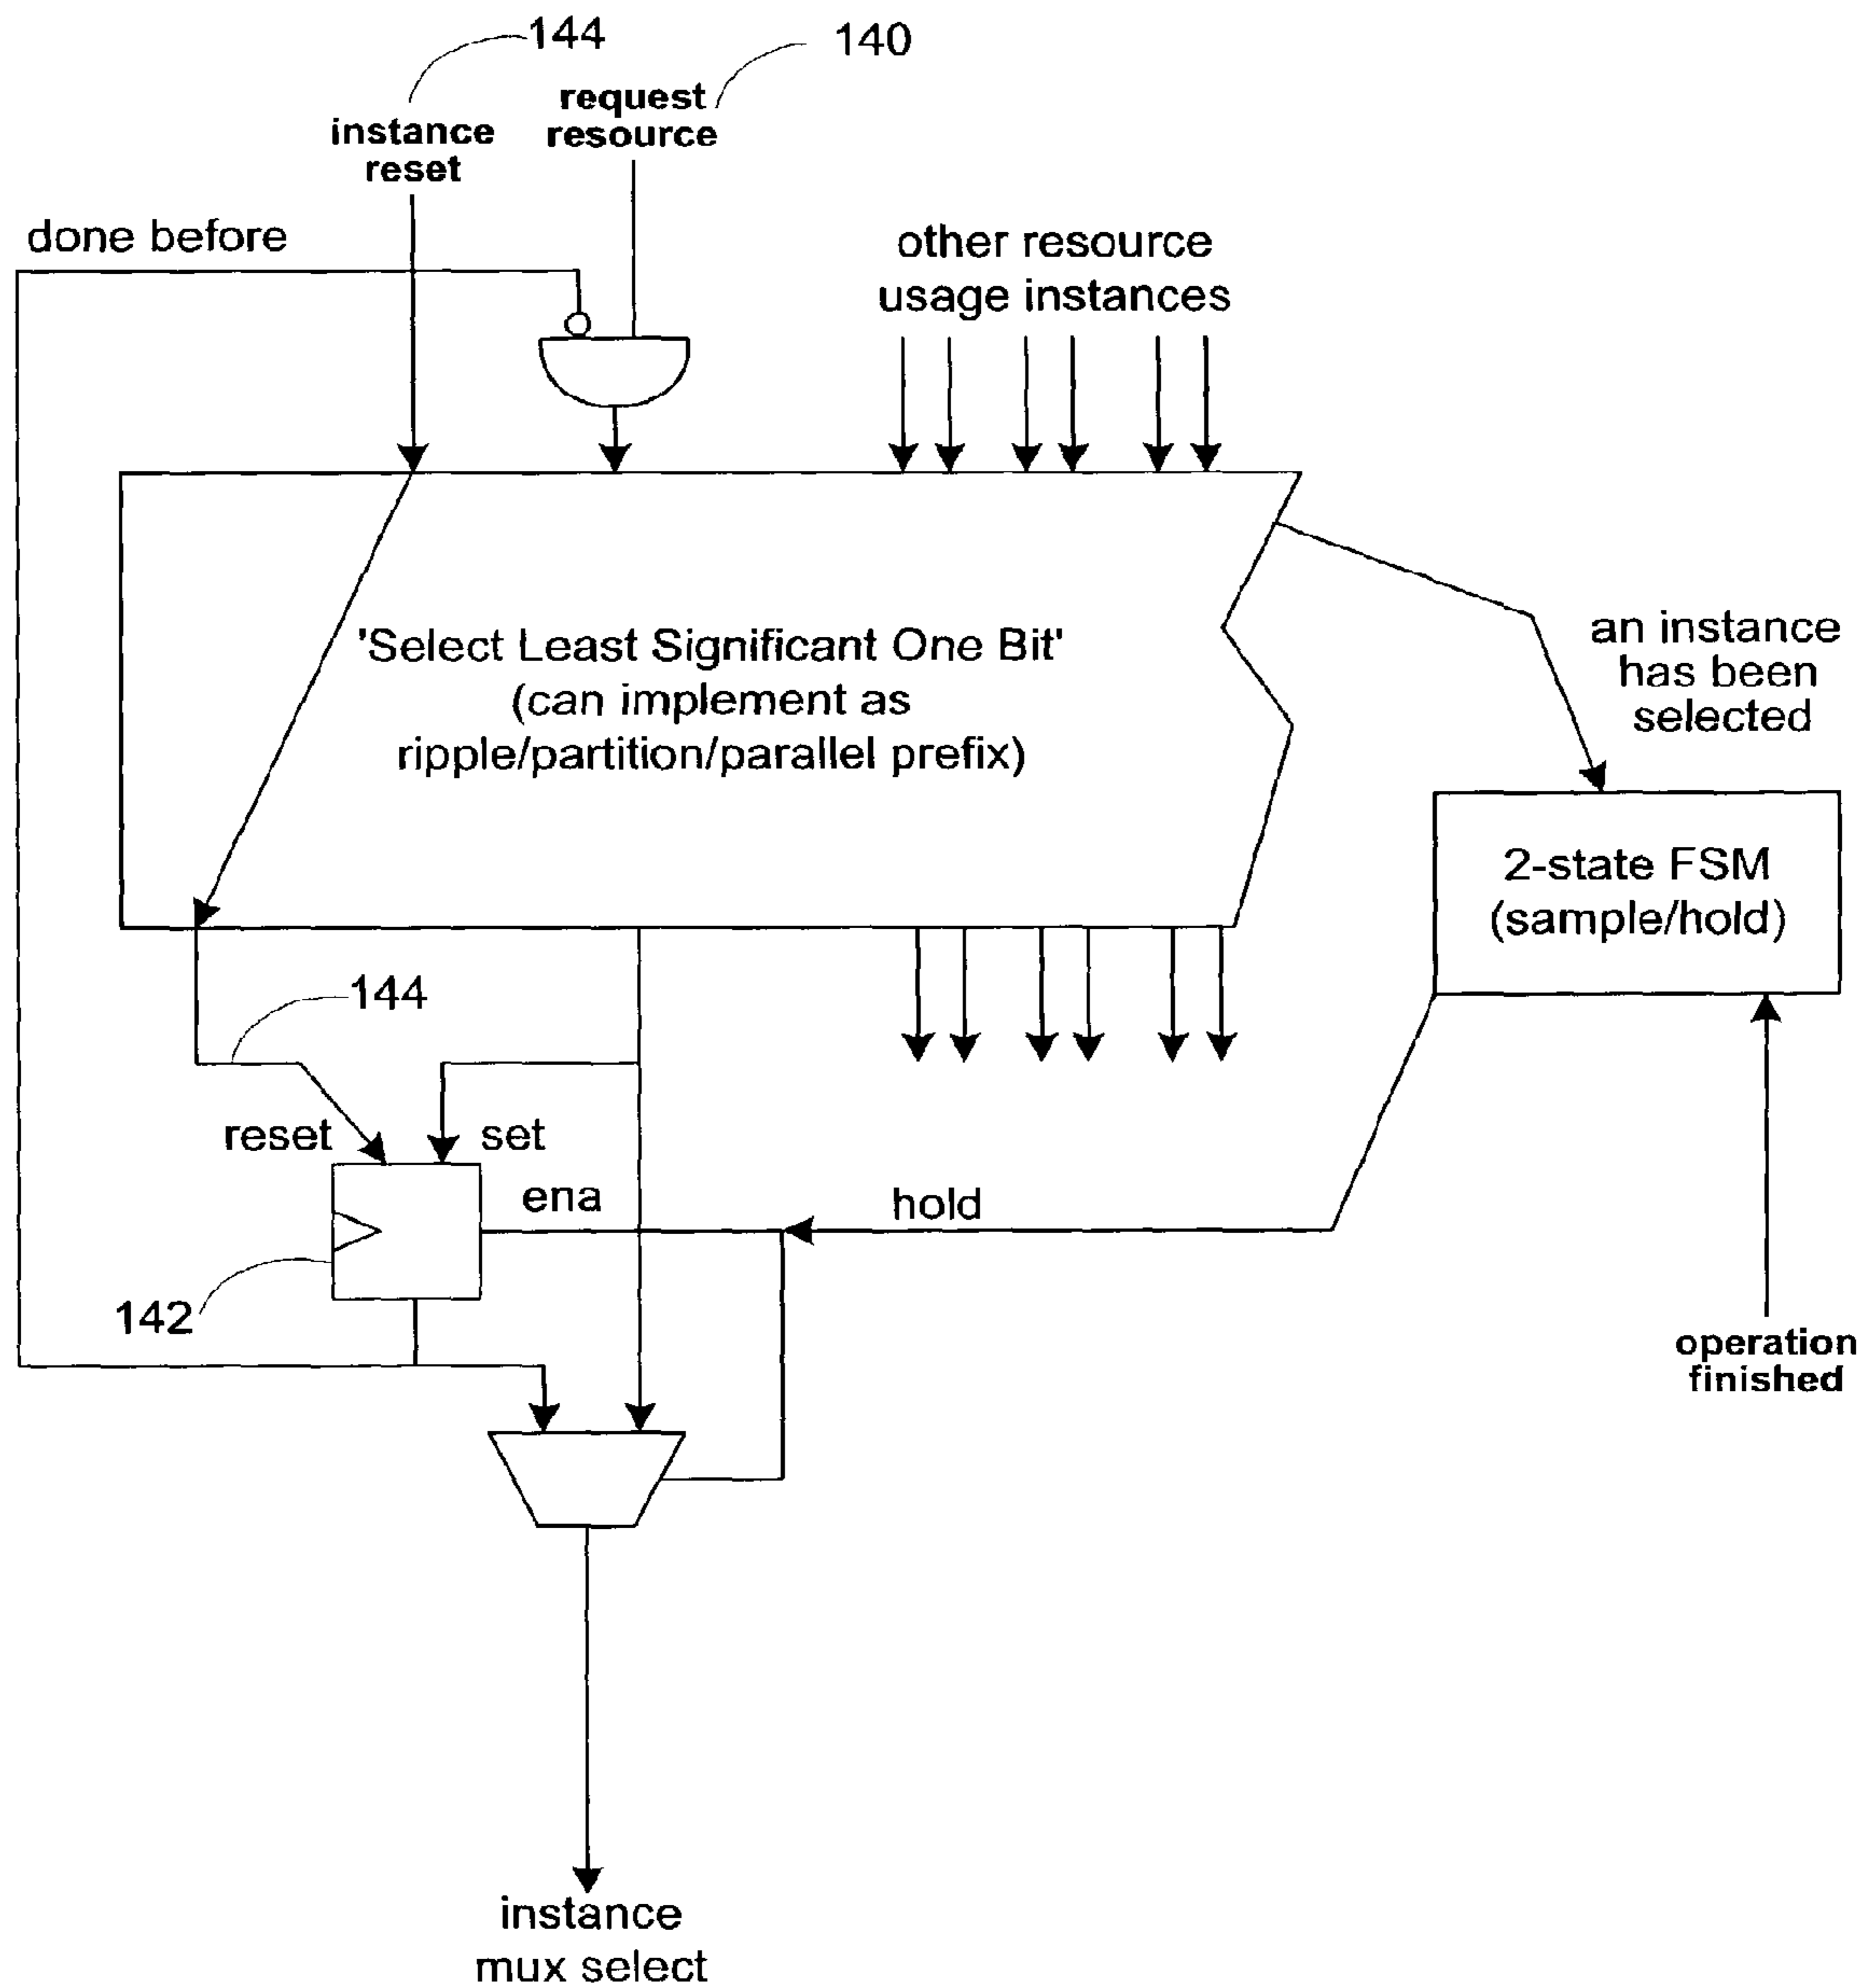 144
140
request
resource
instance
reset
done before
other resource
usage instances
'Select Least Significant One Bit'
(can implement as
ripple/partition/parallel prefix)
an instance
has been
selected
2-state FSM
(sample/hold)
144
reset
set
ena
hold
142
operation
finished
instance
mux select